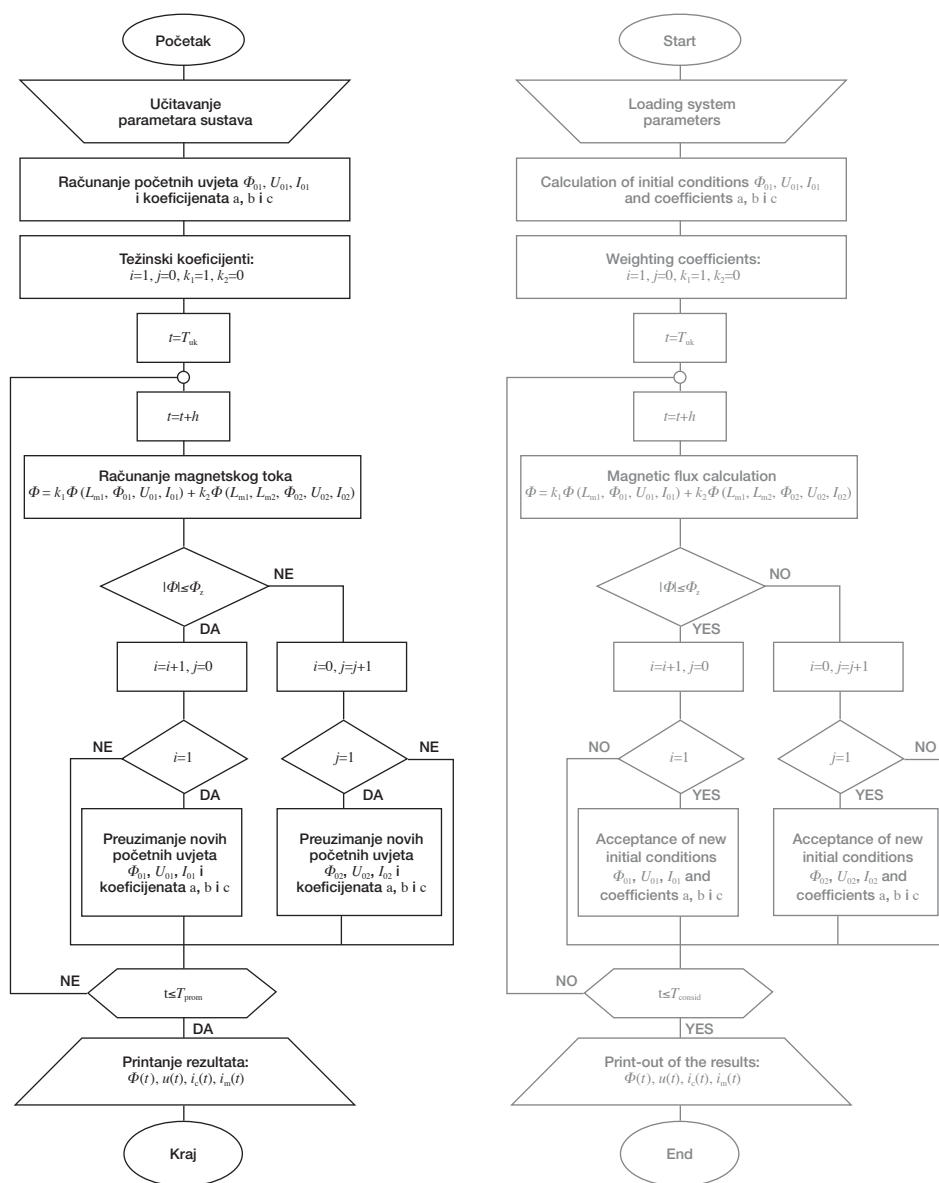 Početak
Učitavanje
parametara sustava
Računanje početnih uvjeta Φ₀₁, U₀₁, I₀₁
i koeficijenata a, b i c
Težinski koeficijenti:
i=1, j=0, k₁=1, k₂=0
t=Tᵤₖ
t=t+h
Računanje magnetskog toka
Φ = k₁Φ (Lₘ₁, Φ₀₁, U₀₁, I₀₁) + k₂Φ (Lₘ₁, Lₘ₂, Φ₀₂, U₀₂, I₀₂)
|Φ|≤Φz
NE
DA
i=i+1, j=0
i=0, j=j+1
NE
i=1
j=1
NE
DA
DA
Preuzimanje novih
početnih uvjeta
Φ₀₁, U₀₁, I₀₁ i
koeficijenata a, b i c
Preuzimanje novih
početnih uvjeta
Φ₀₂, U₀₂, I₀₂ i
koeficijenata a, b i c
NE
t≤Tprom
DA
Printanje rezultata:
Φ(t), u(t), ic(t), im(t)
Kraj
Start
Loading system
parameters
Calculation of initial conditions Φ₀₁, U₀₁, I₀₁
and coefficients a, b i c
Weighting coefficients:
i=1, j=0, k₁=1, k₂=0
t=Tᵤₖ
t=t+h
Magnetic flux calculation
Φ = k₁Φ (Lₘ₁, Φ₀₁, U₀₁, I₀₁) + k₂Φ (Lₘ₁, Lₘ₂, Φ₀₂, U₀₂, I₀₂)
|Φ|≤Φz
NO
YES
i=i+1, j=0
i=0, j=j+1
NO
i=1
j=1
NO
YES
YES
Acceptance of new
initial conditions
Φ₀₁, U₀₁, I₀₁ and
coefficients a, b i c
Acceptance of new
initial conditions
Φ₀₂, U₀₂, I₀₂ and
coefficients a, b i c
NO
t≤Tconsid
YES
Print-out of the results:
Φ(t), u(t), ic(t), im(t)
End